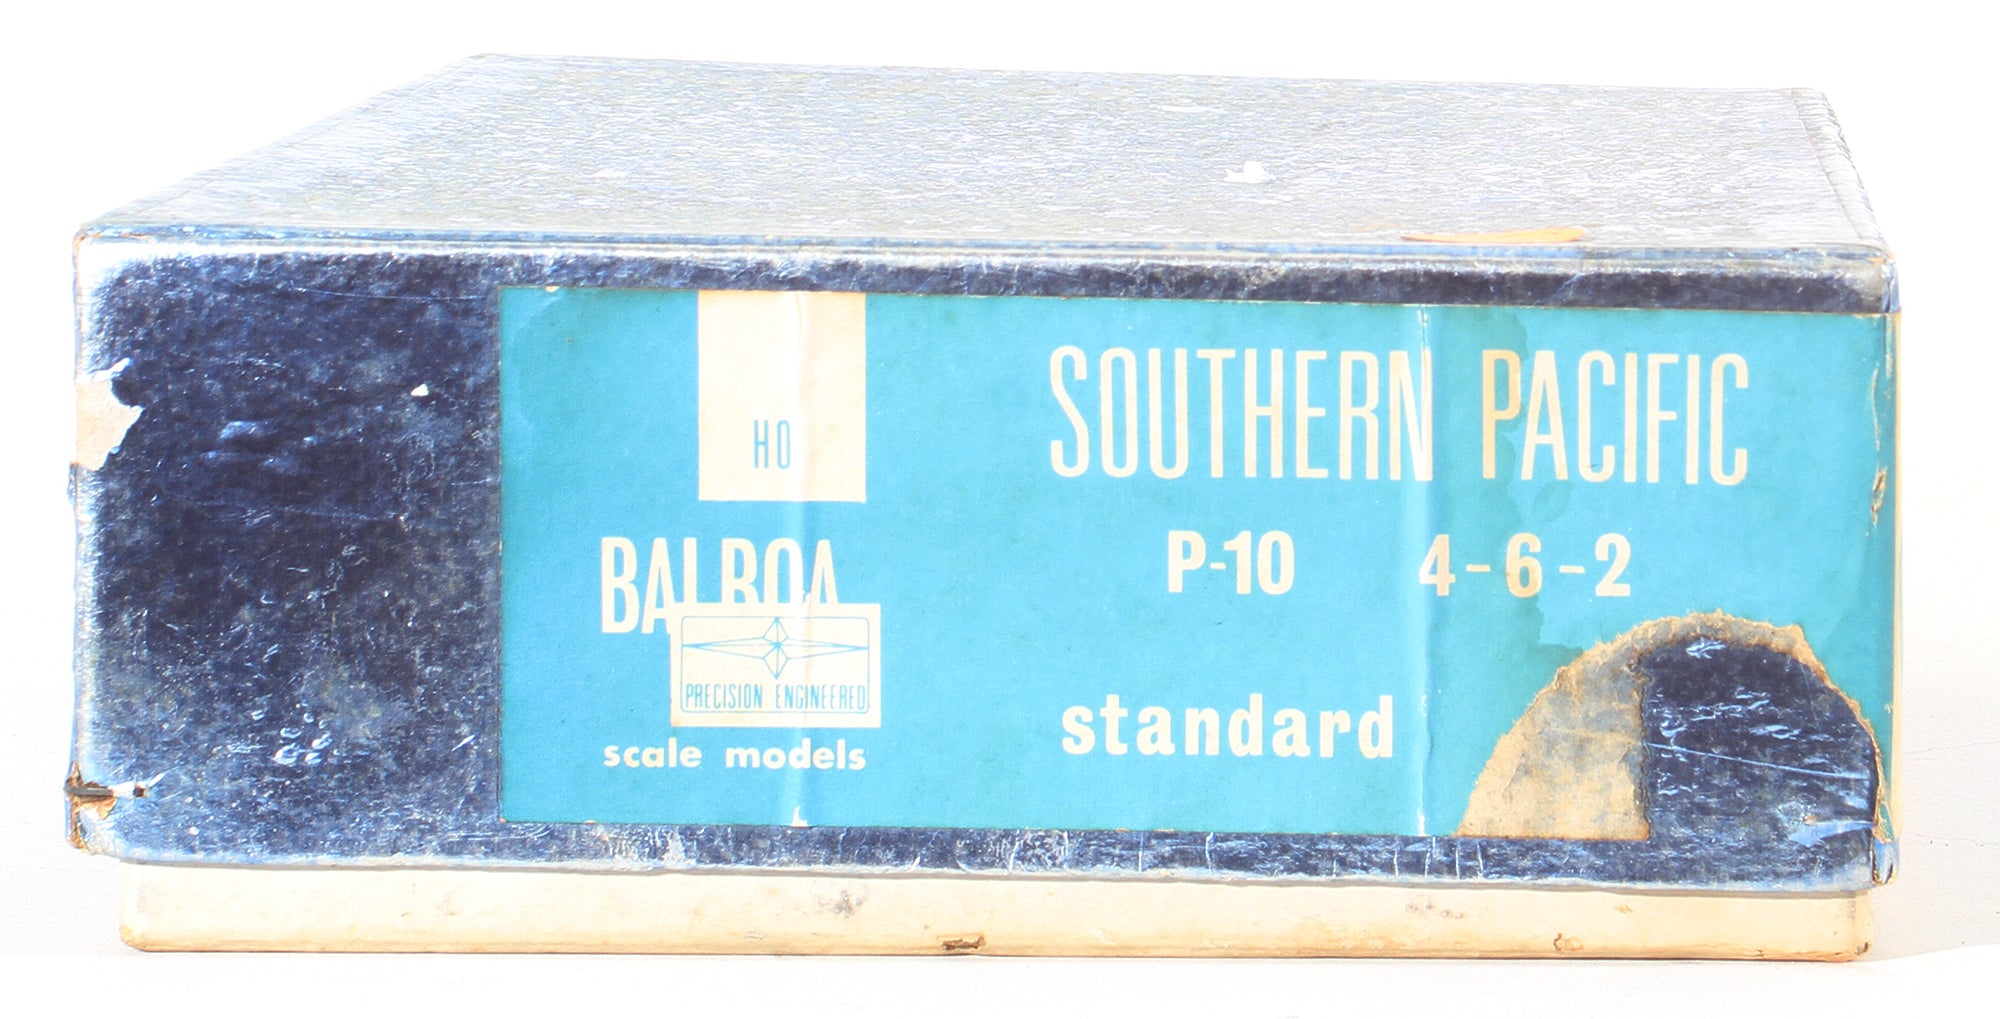 HO
BALBOA
PRECISION ENGINEERED
scale models
SOUTHERN PACIFIC
P-10 4-6-2
standard